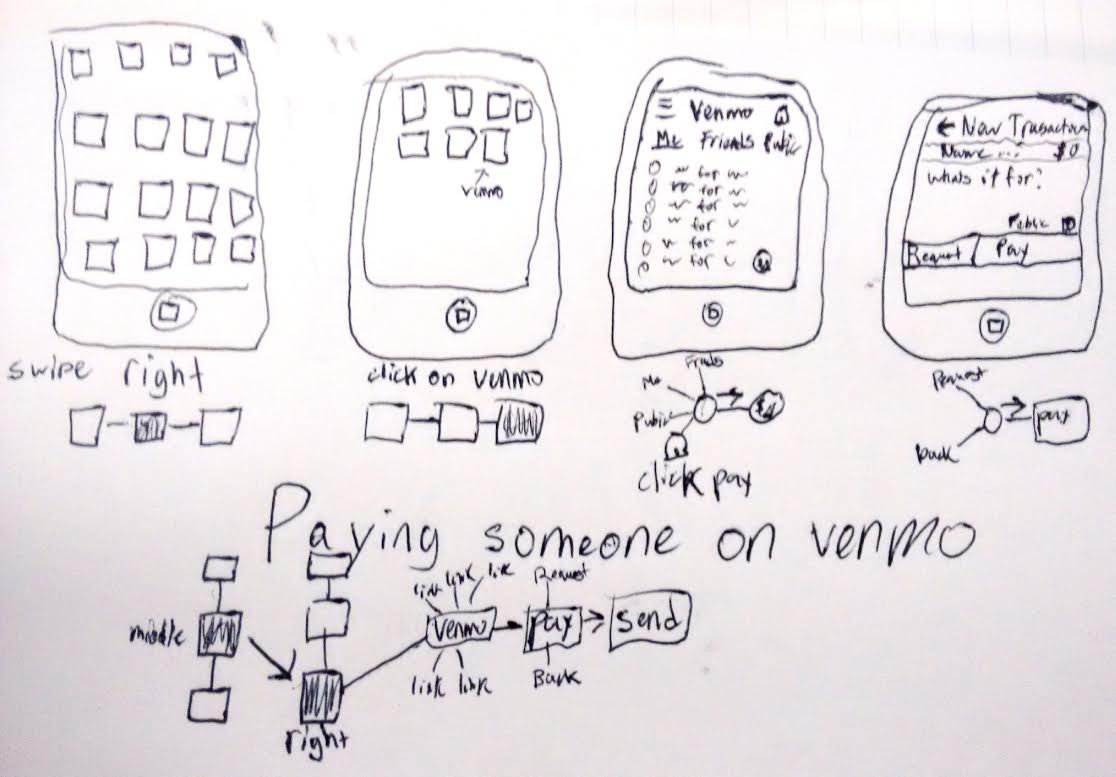 venmo
Venmo
Me Friends Public
for
for
for
for
for
for
← New Trasaction
Name... $0
whats it for?
Public
Request Pay
swipe right
click on venmo
Friends
Me
Public
click pay
Request
back
pay
Paying someone on venmo
middle
right
link link link
venmo
link link
Request
pay
Back
send